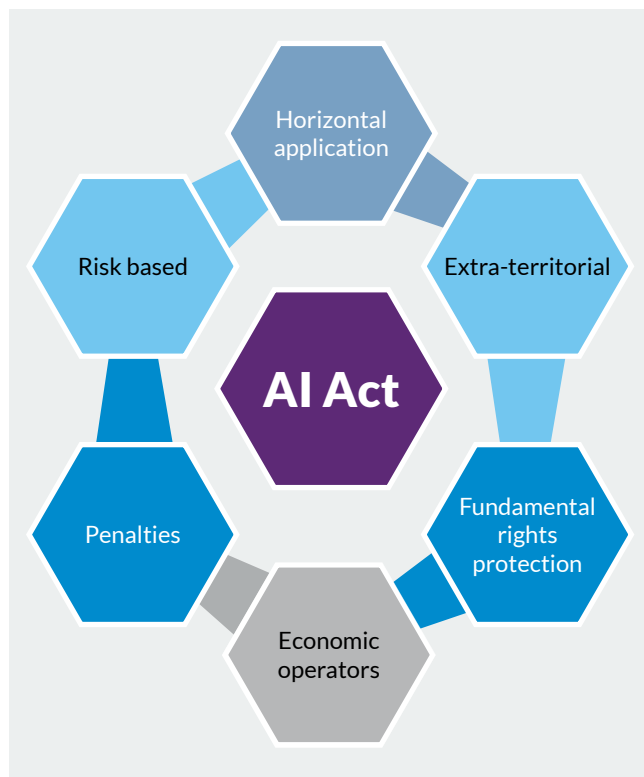 Horizontal
application
Risk based
Extra-territorial
AI Act
Penalties
Fundamental
rights
protection
Economic
operators